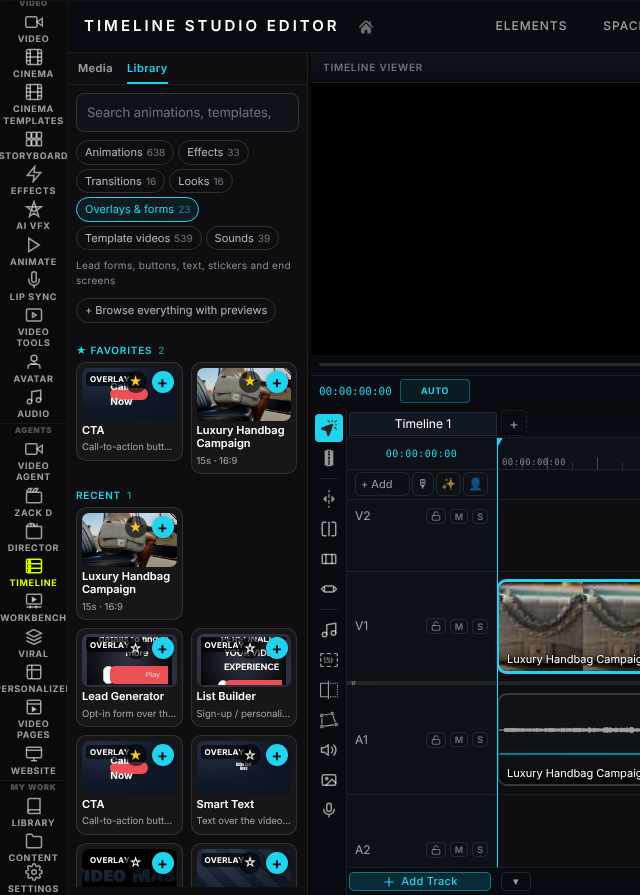 VIDEO
VIDEO
CINEMA
CINEMA
TEMPLATES
STORYBOARD
EFFECTS
AI VFX
ANIMATE
LIP SYNC
VIDEO
TOOLS
AVATAR
AUDIO
AGENTS
VIDEO
AGENT
ZACK D
DIRECTOR
TIMELINE
WORKBENCH
VIRAL
PERSONALIZE
VIDEO
PAGES
WEBSITE
MY WORK
LIBRARY
CONTENT
SETTINGS
TIMELINE STUDIO EDITOR
ELEMENTS
SPAC
Media Library
Search animations, templates,
Animations 638
Effects 33
Transitions 16
Looks 16
Overlays & forms 23
Template videos 539
Sounds 39
Lead forms, buttons, text, stickers and end
screens
+ Browse everything with previews
★ FAVORITES 2
OVERLAY ★ +
Call
Now
CTA
Call-to-action butt...
★ +
Luxury Handbag
Campaign
15s · 16:9
RECENT 1
★ +
Luxury Handbag
Campaign
15s · 16:9
OVERLAY ☆ +
more
Play
Lead Generator
Opt-in form over th...
OVERLAY ☆ +
YOUR VIDEO
EXPERIENCE
List Builder
Sign-up / personali...
OVERLAY ★ +
Call
Now
CTA
Call-to-action butt...
OVERLAY ☆ +
Smart Text
Text over the video...
OVERLAY ☆ +
VIDEO MAS
OVERLAY ☆ +
TIMELINE VIEWER
00:00:00:00
AUTO
Timeline 1
+
00:00:00:00
00:00:00:00
+ Add
V2
M S
V1
M S
Luxury Handbag Campaig
A1
M S
Luxury Handbag Campaig
A2
M S
+ Add Track